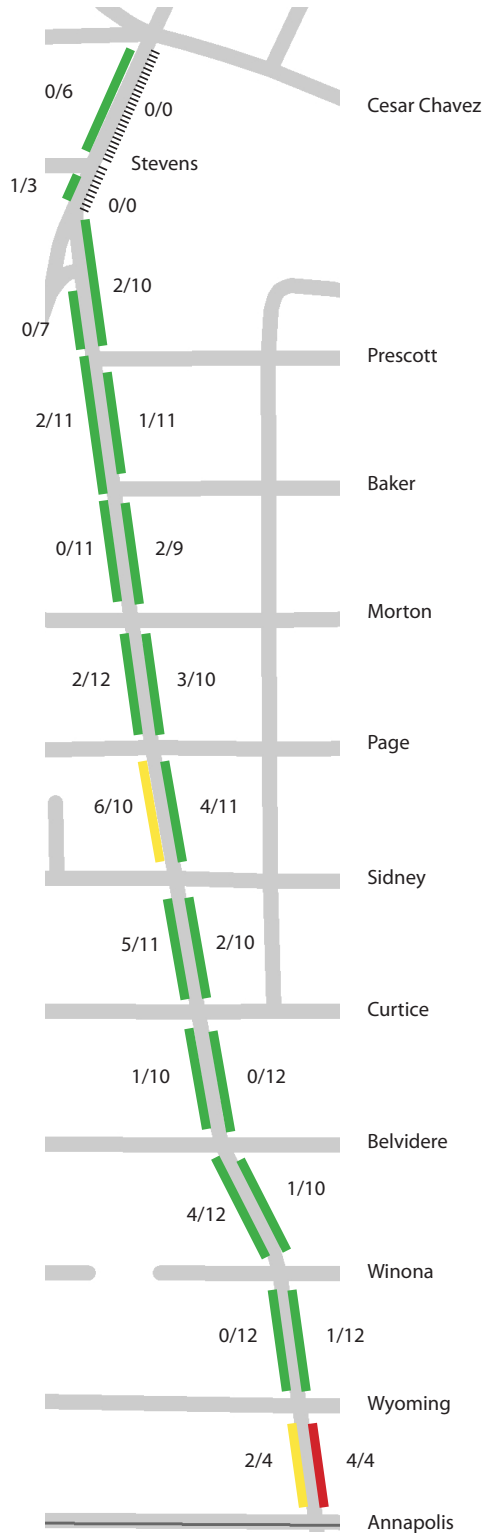 0/6
0/0
Cesar Chavez
Stevens
1/3
0/0
2/10
0/7
Prescott
2/11
1/11
Baker
0/11
2/9
Morton
2/12
3/10
Page
6/10
4/11
Sidney
5/11
2/10
Curtice
1/10
0/12
Belvidere
1/10
4/12
Winona
0/12
1/12
Wyoming
2/4
4/4
Annapolis